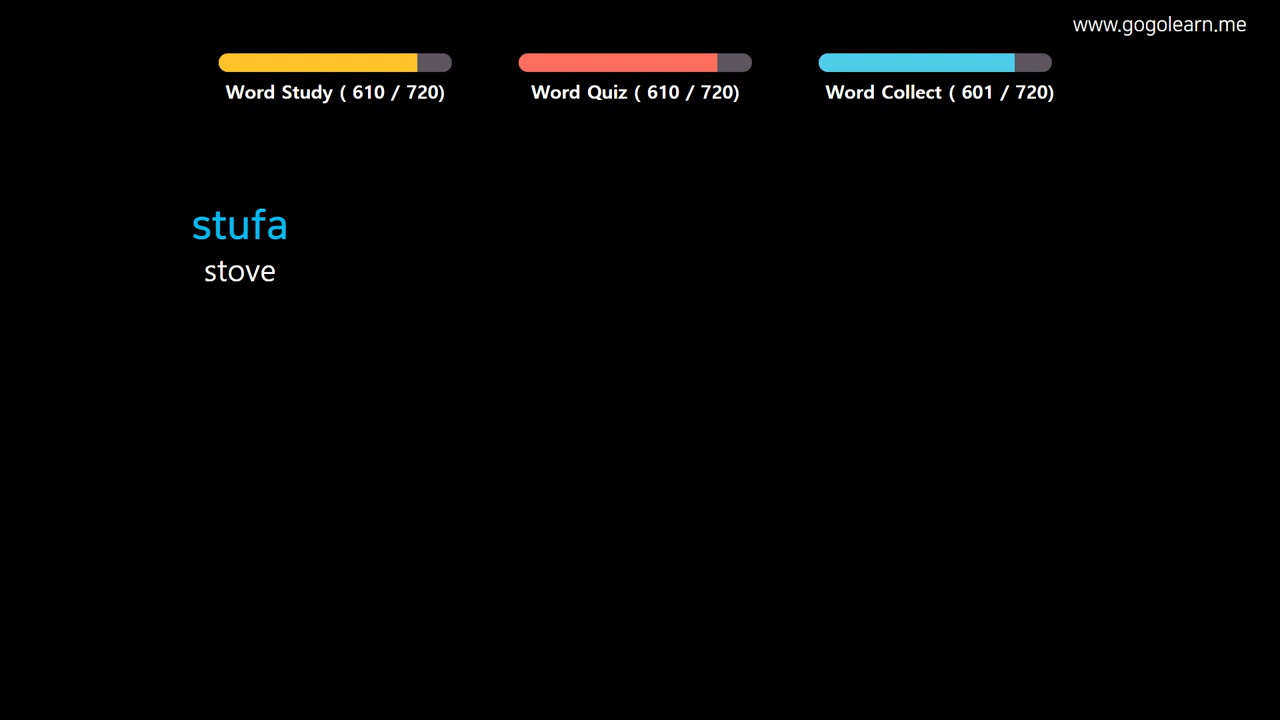 www.gogolearn.me
Word Study ( 610 / 720)
Word Quiz ( 610 / 720)
Word Collect ( 601 / 720)
stufa
stove